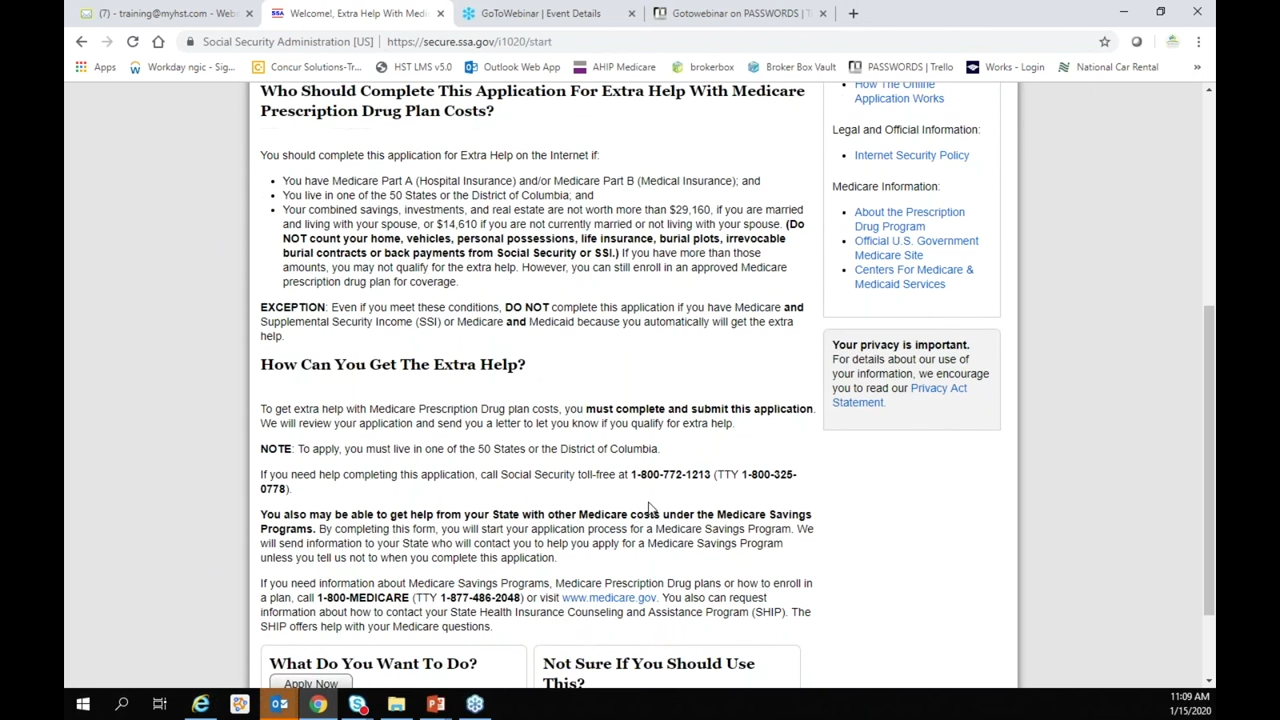 (7) - training@myhst.com - Web
Welcome!, Extra Help With Medic
GoToWebinar | Event Details
Gotowebinar on PASSWORDS | T
Social Security Administration [US] | https://secure.ssa.gov/i1020/start
Apps
Workday ngic - Sig...
Concur Solutions-Tr...
HST LMS v5.0
Outlook Web App
AHIP Medicare
brokerbox
Broker Box Vault
PASSWORDS | Trello
Works - Login
National Car Rental
»
Who Should Complete This Application For Extra Help With Medicare
Prescription Drug Plan Costs?
You should complete this application for Extra Help on the Internet if:
• You have Medicare Part A (Hospital Insurance) and/or Medicare Part B (Medical Insurance); and
• You live in one of the 50 States or the District of Columbia; and
• Your combined savings, investments, and real estate are not worth more than $29,160, if you are married
and living with your spouse, or $14,610 if you are not currently married or not living with your spouse. (Do
NOT count your home, vehicles, personal possessions, life insurance, burial plots, irrevocable
burial contracts or back payments from Social Security or SSI.) If you have more than those
amounts, you may not qualify for the extra help. However, you can still enroll in an approved Medicare
prescription drug plan for coverage.
EXCEPTION: Even if you meet these conditions, DO NOT complete this application if you have Medicare and
Supplemental Security Income (SSI) or Medicare and Medicaid because you automatically will get the extra
help.
How Can You Get The Extra Help?
To get extra help with Medicare Prescription Drug plan costs, you must complete and submit this application.
We will review your application and send you a letter to let you know if you qualify for extra help.
NOTE: To apply, you must live in one of the 50 States or the District of Columbia.
If you need help completing this application, call Social Security toll-free at 1-800-772-1213 (TTY 1-800-325-
0778).
You also may be able to get help from your State with other Medicare costs under the Medicare Savings
Programs. By completing this form, you will start your application process for a Medicare Savings Program. We
will send information to your State who will contact you to help you apply for a Medicare Savings Program
unless you tell us not to when you complete this application.
If you need information about Medicare Savings Programs, Medicare Prescription Drug plans or how to enroll in
a plan, call 1-800-MEDICARE (TTY 1-877-486-2048) or visit www.medicare.gov. You also can request
information about how to contact your State Health Insurance Counseling and Assistance Program (SHIP). The
SHIP offers help with your Medicare questions.
What Do You Want To Do?
Apply Now
Not Sure If You Should Use
This?
• How The Online
Application Works
Legal and Official Information:
• Internet Security Policy
Medicare Information:
• About the Prescription
Drug Program
• Official U.S. Government
Medicare Site
• Centers For Medicare &
Medicaid Services
Your privacy is important.
For details about our use of
your information, we encourage
you to read our Privacy Act
Statement.
11:09 AM
1/15/2020